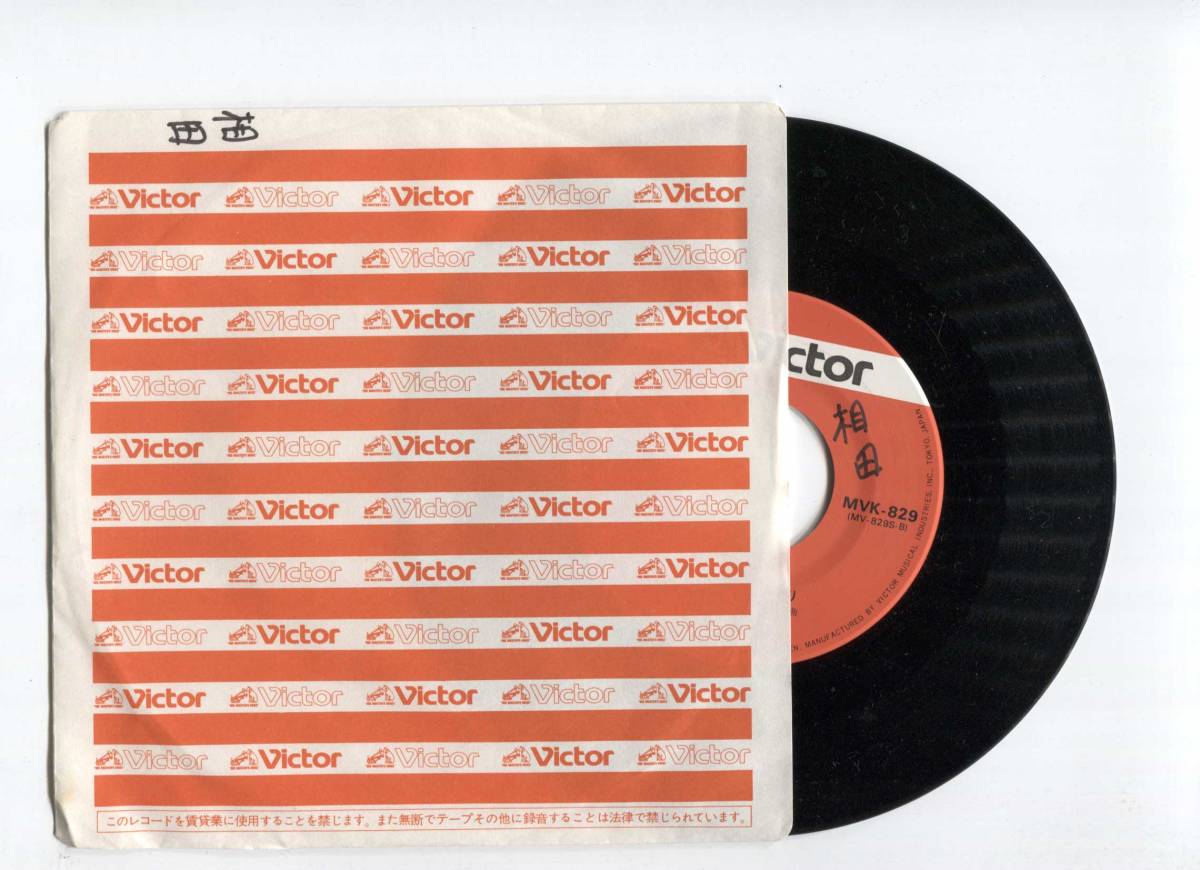 相田
Victor Victor Victor Victor Victor
Victor Victor Victor Victor Victor
Victor Victor Victor Victor Victor
Victor Victor Victor Victor Victor
Victor Victor Victor Victor Victor
Victor Victor Victor Victor Victor
Victor Victor Victor Victor Victor
Victor Victor Victor Victor Victor
Victor Victor Victor Victor Victor
Victor Victor Victor Victor Victor
このレコードを賃貸業に使用することを禁じます。また無断でテープその他に録音することは法律で禁じられています。
ctor
相田
MVK-829
(MV-829S-B)
N, MANUFACTURED BY VICTOR MUSICAL INDUSTRIES, INC., TOKYO, JAPAN